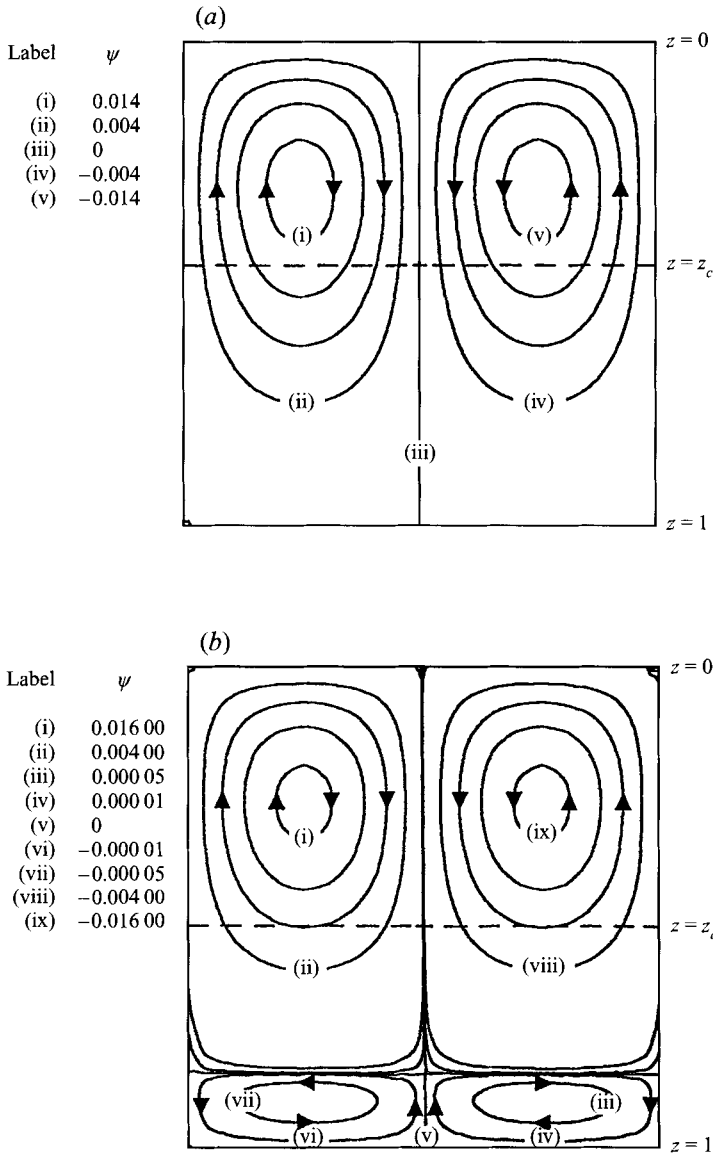 (a)
Label ψ
(i) 0.014
(ii) 0.004
(iii) 0
(iv) −0.004
(v) −0.014
z = 0
(i) (v)
z = z_c
(ii) (iv)
(iii)
z = 1
(b)
Label ψ
(i) 0.016 00
(ii) 0.004 00
(iii) 0.000 05
(iv) 0.000 01
(v) 0
(vi) −0.000 01
(vii) −0.000 05
(viii) −0.004 00
(ix) −0.016 00
z = 0
(i) (ix)
z = z_c
(ii) (viii)
(vii) (iii)
(vi) (v) (iv)
z = 1